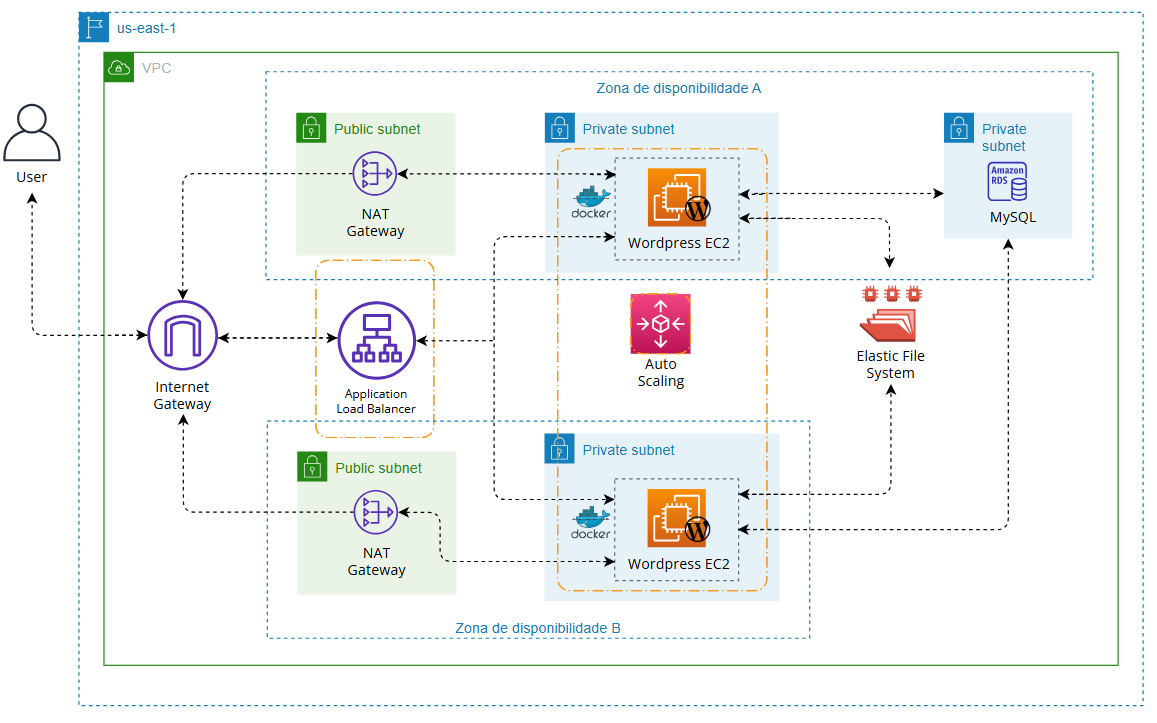 us-east-1
VPC
Zona de disponibilidade A
Public subnet
NAT
Gateway
Private subnet
docker
Wordpress EC2
Private
subnet
Amazon
RDS
MySQL
User
Internet
Gateway
Application
Load Balancer
Auto
Scaling
Elastic File
System
Public subnet
NAT
Gateway
Private subnet
docker
Wordpress EC2
Zona de disponibilidade B